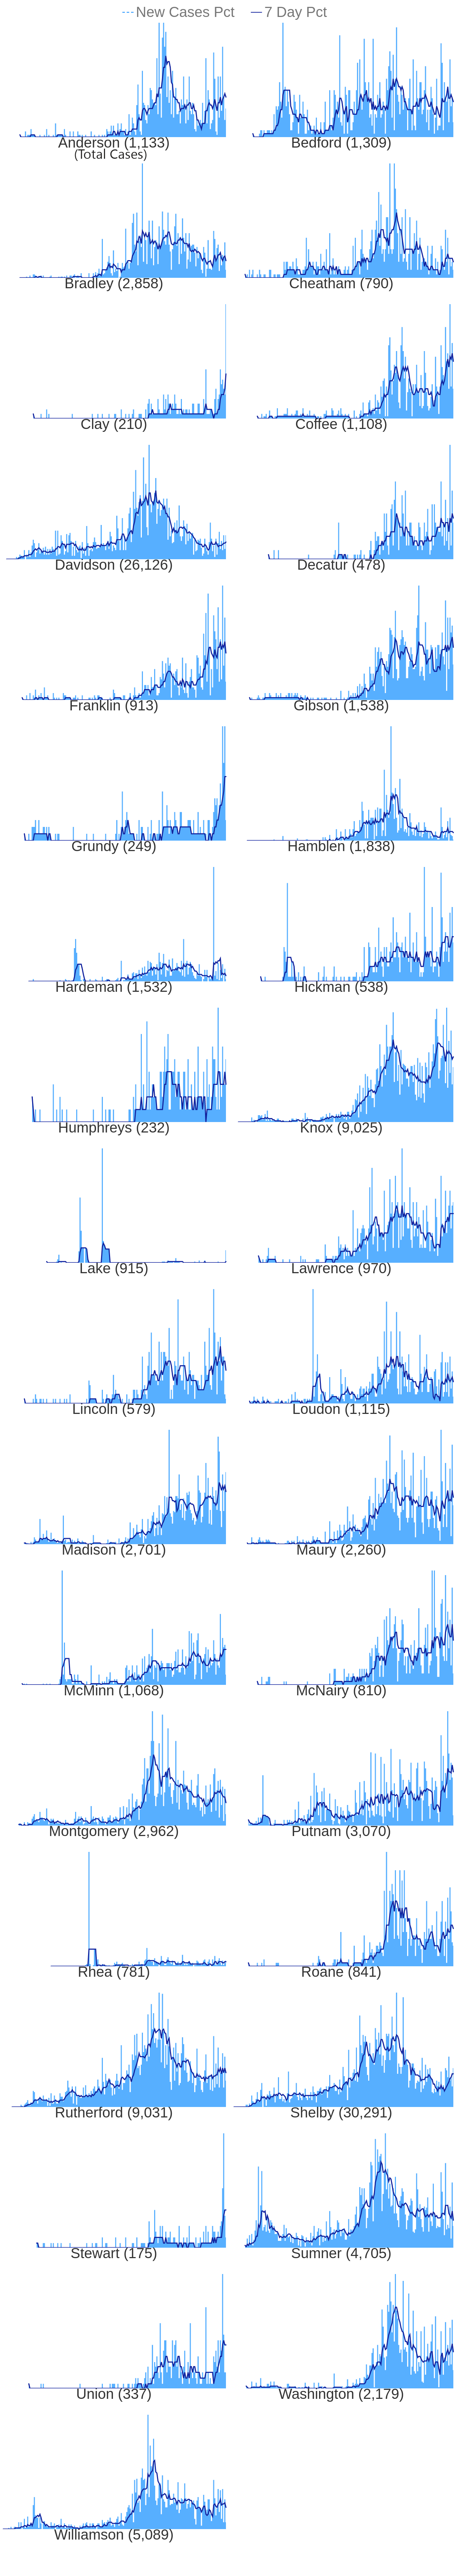 New Cases Pct 7 Day Pct
Anderson (1,133) Bedford (1,309)
(Total Cases)
Bradley (2,858) Cheatham (790)
Clay (210) Coffee (1,108)
Davidson (26,126) Decatur (478)
Franklin (913) Gibson (1,538)
Grundy (249) Hamblen (1,838)
Hardeman (1,532) Hickman (538)
Humphreys (232) Knox (9,025)
Lake (915) Lawrence (970)
Lincoln (579) Loudon (1,115)
Madison (2,701) Maury (2,260)
McMinn (1,068) McNairy (810)
Montgomery (2,962) Putnam (3,070)
Rhea (781) Roane (841)
Rutherford (9,031) Shelby (30,291)
Stewart (175) Sumner (4,705)
Union (337) Washington (2,179)
Williamson (5,089)